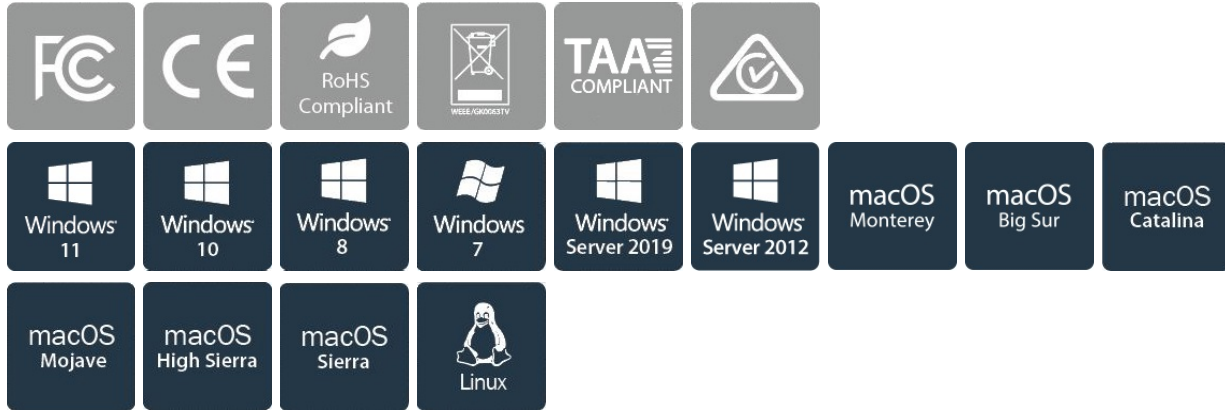 FC
CE
RoHS
Compliant
WEEE/GK0063TV
TAA
COMPLIANT
Windows
11
Windows
10
Windows
8
Windows
7
Windows
Server 2019
Windows
Server 2012
macOS
Monterey
macOS
Big Sur
macOS
Catalina
macOS
Mojave
macOS
High Sierra
macOS
Sierra
Linux